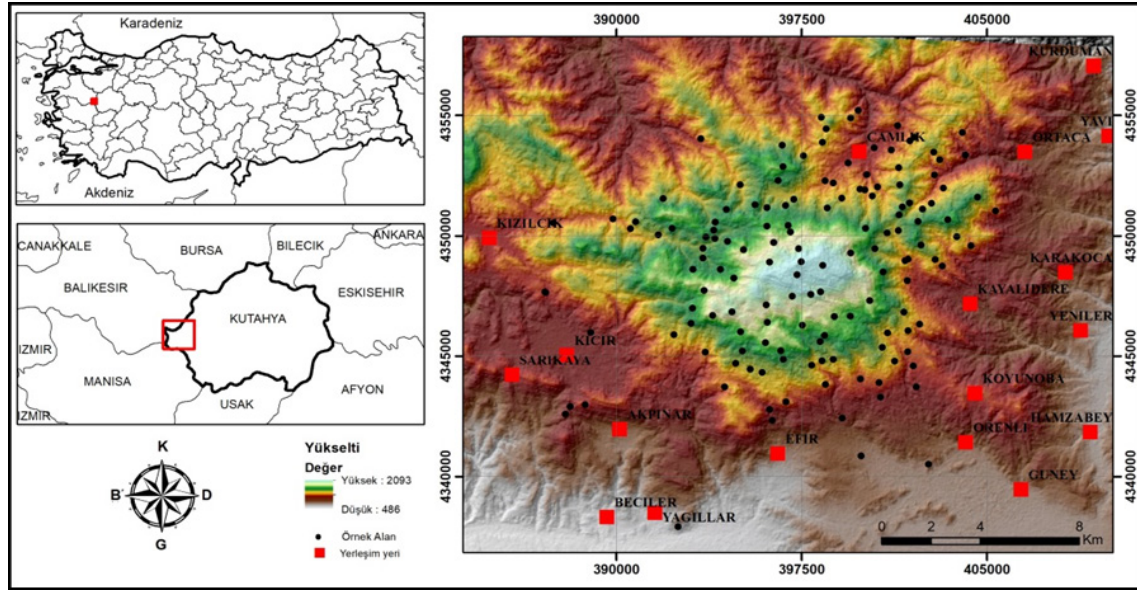 Karadeniz
Akdeniz
CANAKKALE
BURSA
BILECIK
ANKARA
BALIKESIR
ESKISEHIR
KUTAHYA
IZMIR
MANISA
AFYON
IZMIR
USAK
K
B
D
G
Yükselti
Değer
Yüksek : 2093
Düşük : 486
Örnek Alan
Yerleşim yeri
390000
397500
405000
4355000
4350000
4345000
4340000
KURDUMAN
YAVI
CAMLIK
ORTACA
KIZILCIK
KARAKOCA
KAYALIDERE
YENILER
KICIR
SARIKAYA
KOYUNOBA
HAMZABEY
AKPINAR
ORENLI
EFIR
GUNEY
BECILER
YAGILLAR
0 2 4 8
Km
4355000
4350000
4345000
4340000
390000
397500
405000